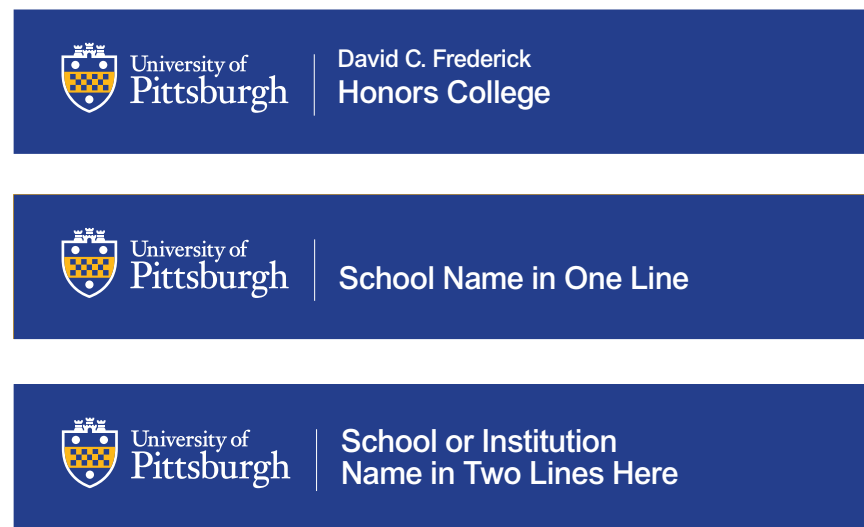 University of
Pittsburgh
David C. Frederick
Honors College
University of
Pittsburgh
School Name in One Line
University of
Pittsburgh
School or Institution
Name in Two Lines Here